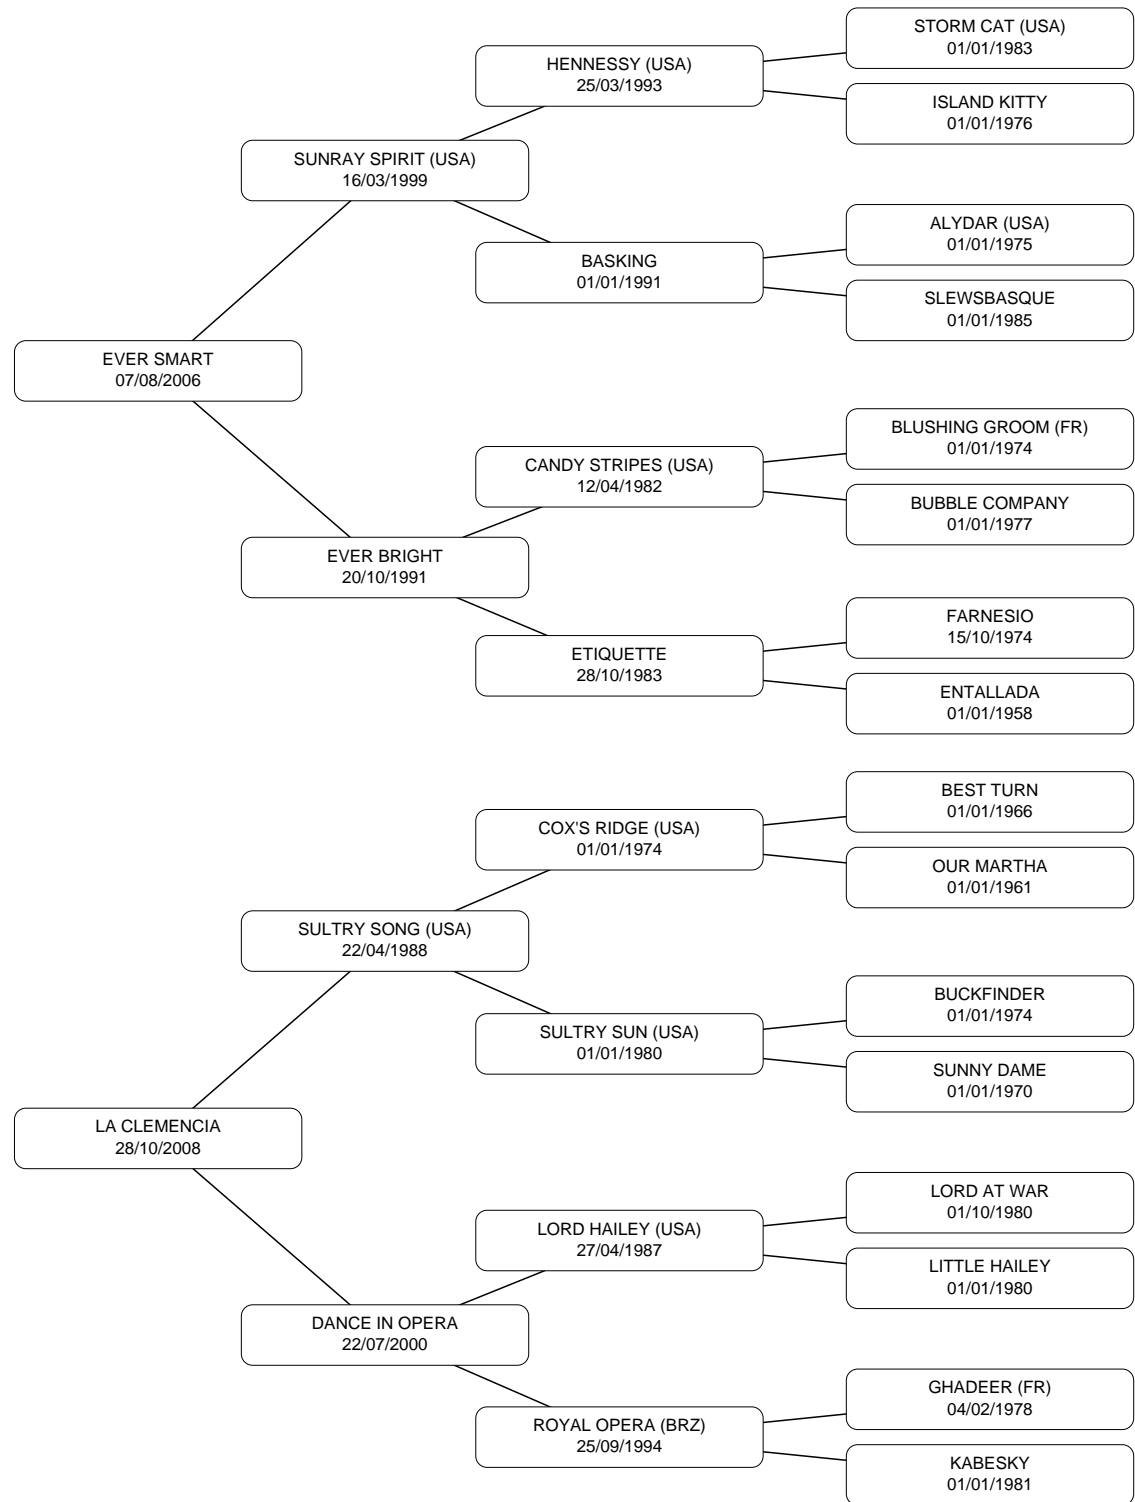 STORM CAT (USA)
01/01/1983
HENNESSY (USA)
25/03/1993
ISLAND KITTY
01/01/1976
SUNRAY SPIRIT (USA)
16/03/1999
ALYDAR (USA)
01/01/1975
BASKING
01/01/1991
SLEWSBASQUE
01/01/1985
EVER SMART
07/08/2006
BLUSHING GROOM (FR)
01/01/1974
CANDY STRIPES (USA)
12/04/1982
BUBBLE COMPANY
01/01/1977
EVER BRIGHT
20/10/1991
FARNESIO
15/10/1974
ETIQUETTE
28/10/1983
ENTALLADA
01/01/1958
BEST TURN
01/01/1966
COX'S RIDGE (USA)
01/01/1974
OUR MARTHA
01/01/1961
SULTRY SONG (USA)
22/04/1988
BUCKFINDER
01/01/1974
SULTRY SUN (USA)
01/01/1980
SUNNY DAME
01/01/1970
LA CLEMENCIA
28/10/2008
LORD AT WAR
01/10/1980
LORD HAILEY (USA)
27/04/1987
LITTLE HAILEY
01/01/1980
DANCE IN OPERA
22/07/2000
GHADEER (FR)
04/02/1978
ROYAL OPERA (BRZ)
25/09/1994
KABESKY
01/01/1981